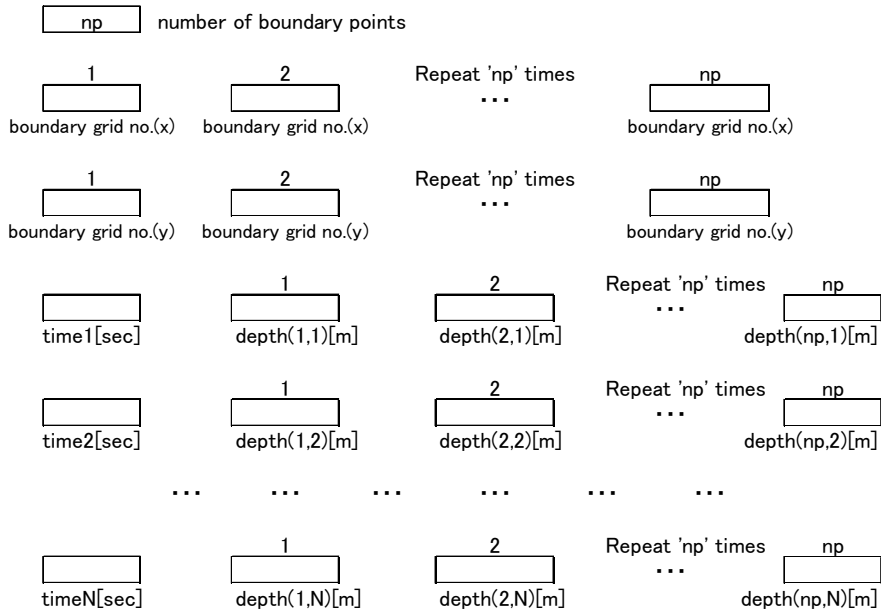 np number of boundary points
1 2 Repeat 'np' times np
...
boundary grid no.(x) boundary grid no.(x) boundary grid no.(x)
1 2 Repeat 'np' times np
...
boundary grid no.(y) boundary grid no.(y) boundary grid no.(y)
1 2 Repeat 'np' times np
...
time1[sec] depth(1,1)[m] depth(2,1)[m] depth(np,1)[m]
1 2 Repeat 'np' times np
...
time2[sec] depth(1,2)[m] depth(2,2)[m] depth(np,2)[m]
... ... ... ... ... ...
1 2 Repeat 'np' times np
...
timeN[sec] depth(1,N)[m] depth(2,N)[m] depth(np,N)[m]